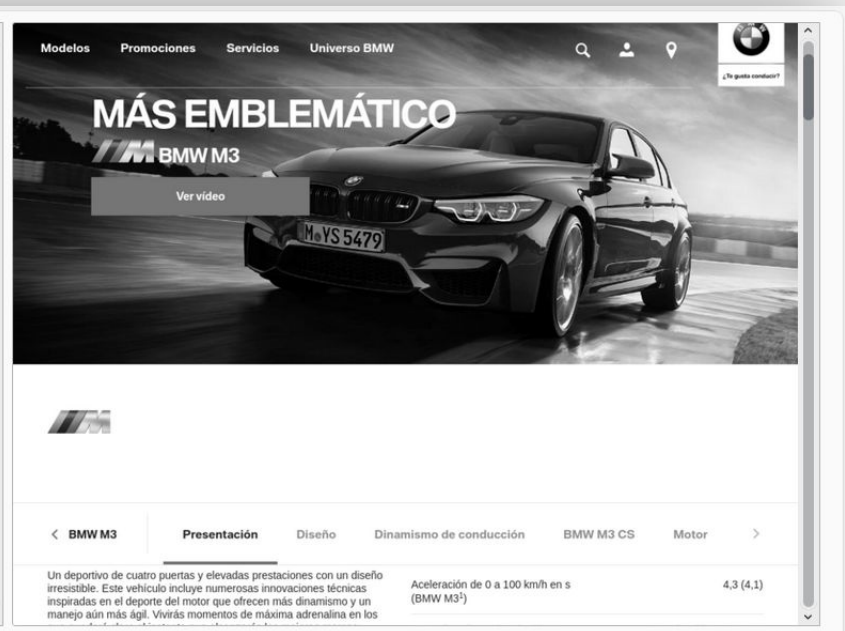 Modelos Promociones Servicios Universo BMW
¿Te gusta conducir?
MÁS EMBLEMÁTICO
BMW M3
Ver vídeo
M YS 5479
BMW M3 Presentación Diseño Dinamismo de conducción BMW M3 CS Motor
Un deportivo de cuatro puertas y elevadas prestaciones con un diseño
irresistible. Este vehículo incluye numerosas innovaciones técnicas
inspiradas en el deporte del motor que ofrecen más dinamismo y un
manejo aún más ágil. Vivirás momentos de máxima adrenalina en los
Aceleración de 0 a 100 km/h en s 4,3 (4,1)
(BMW M3¹)